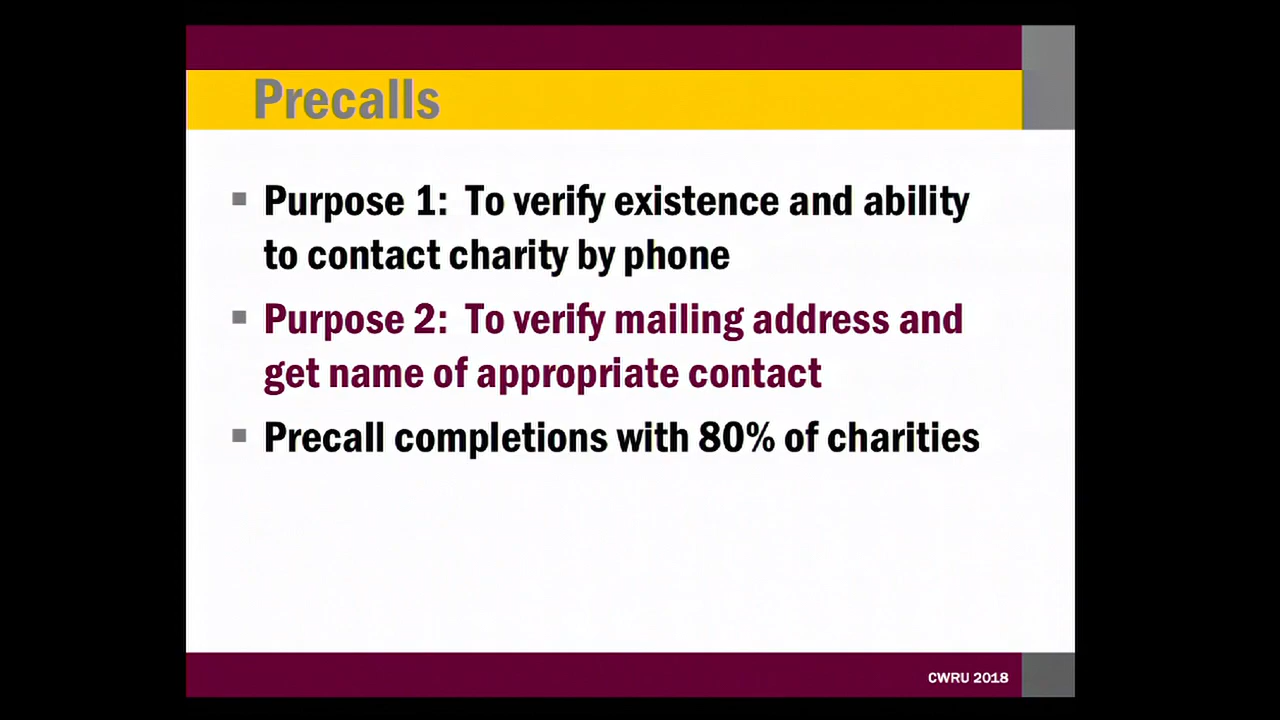 Precalls
Purpose 1:  To verify existence and ability
to contact charity by phone
Purpose 2:  To verify mailing address and
get name of appropriate contact
Precall completions with 80% of charities
CWRU 2018